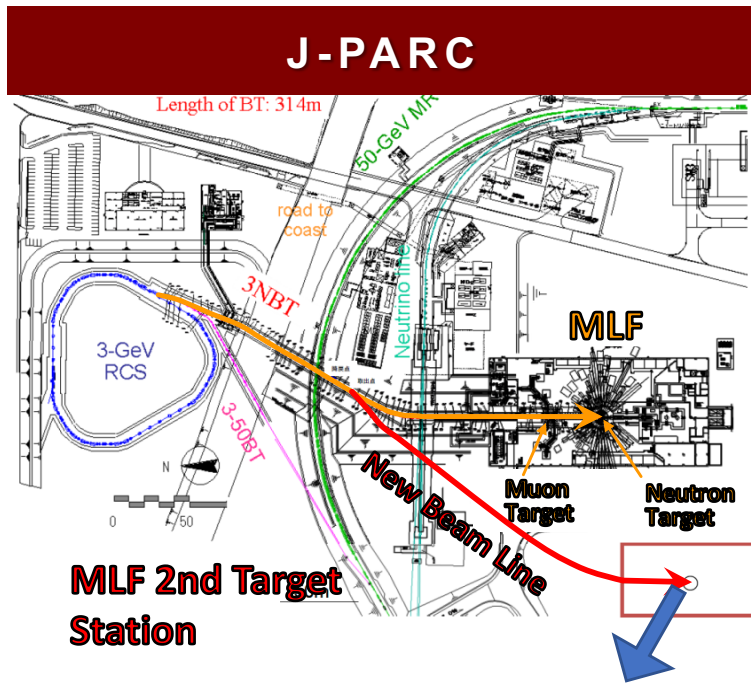 J-PARC
Length of BT: 314m
50-GeV MR
road to
coast
3NBT
Neutrino line
MLF
3-GeV
RCS
3-50BT
N
0 50
New Beam Line
Muon
Target
Neutron
Target
MLF 2nd Target
Station